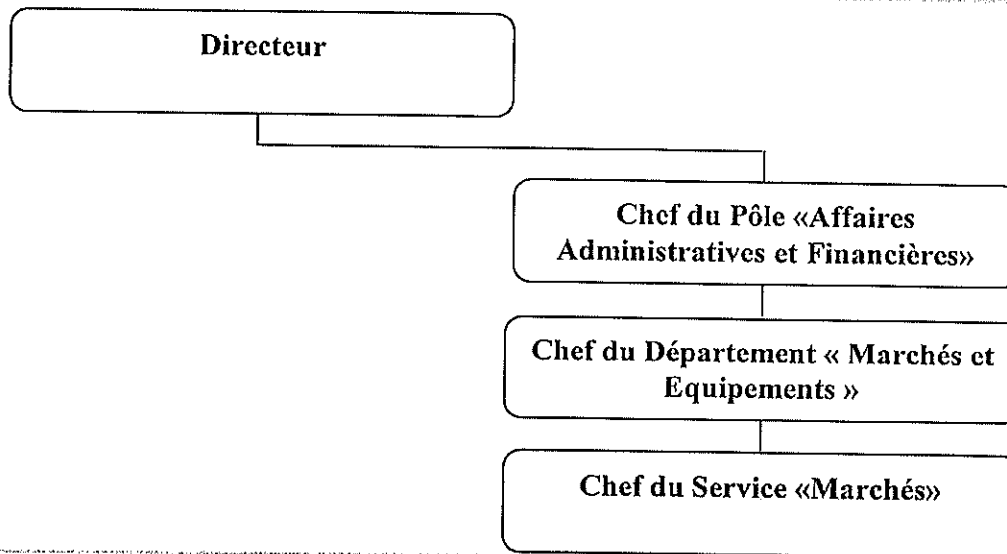 Directeur
Chef du Pôle «Affaires
Administratives et Financières»
Chef du Département « Marchés et
Equipements »
Chef du Service «Marchés»